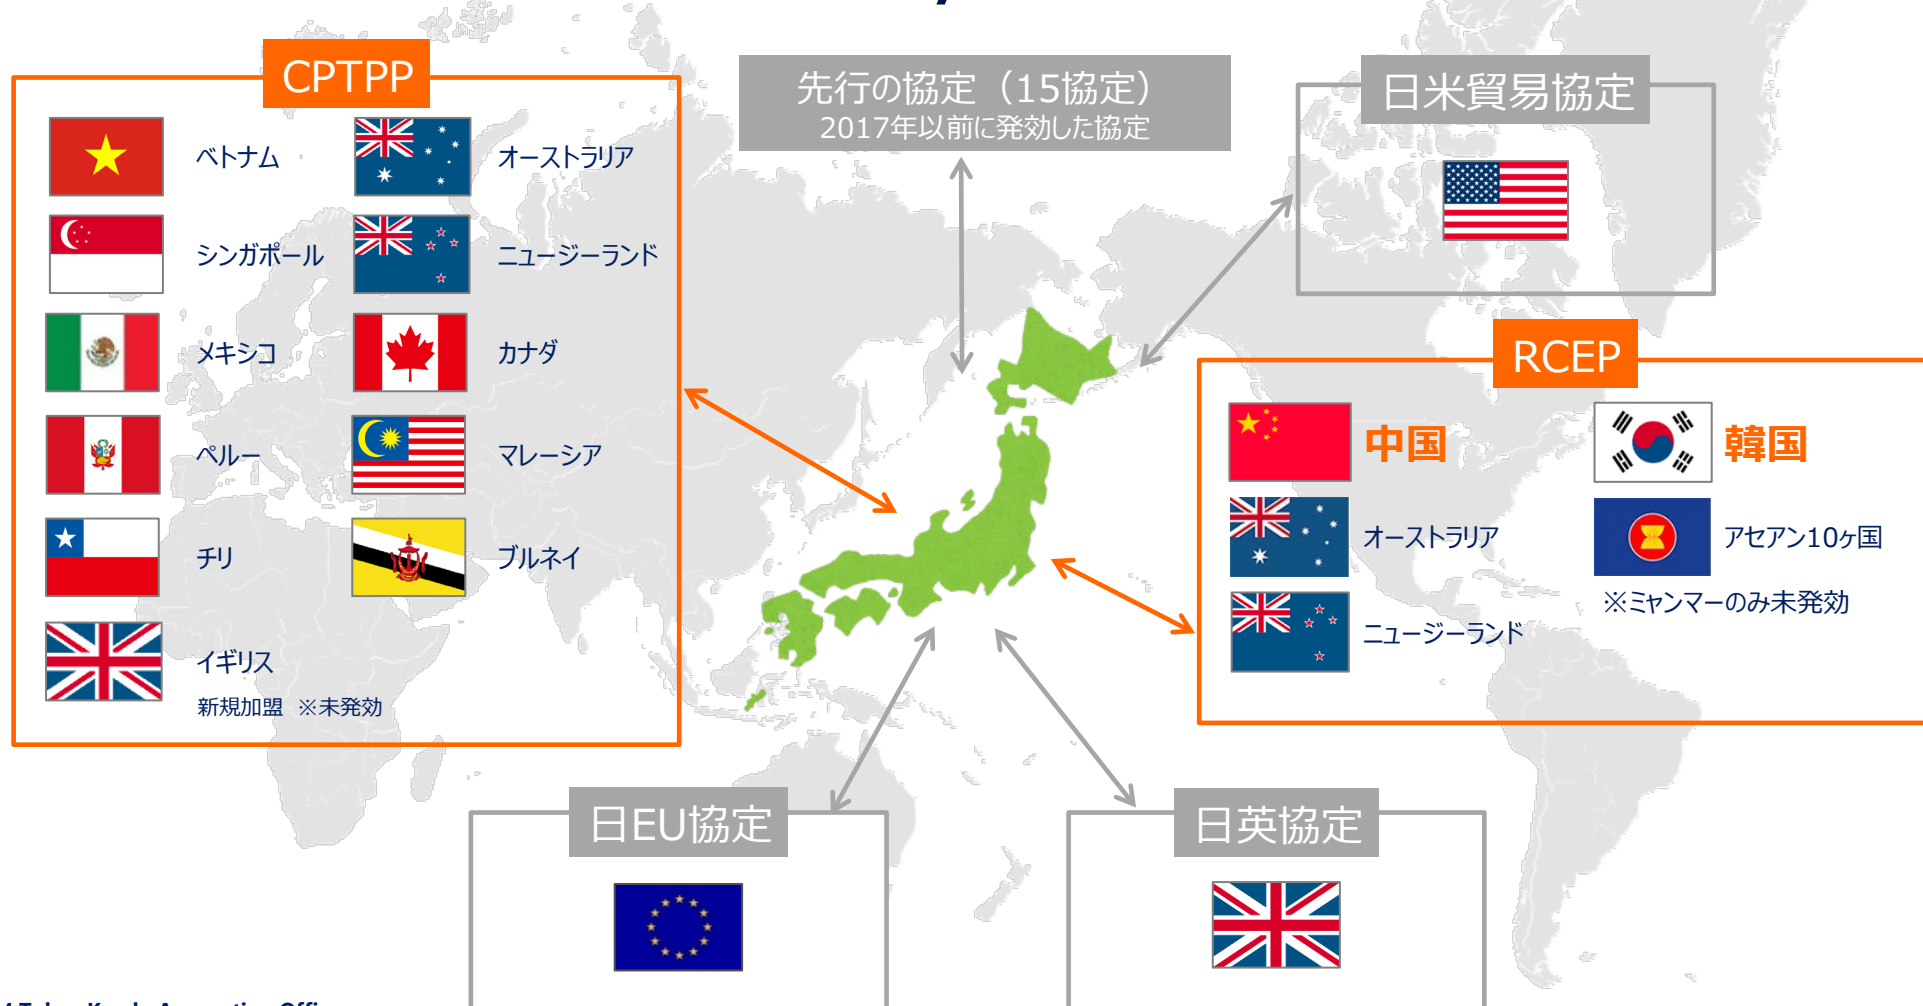 CPTPP
ベトナム
オーストラリア
シンガポール
ニュージーランド
メキシコ
カナダ
ペルー
マレーシア
チリ
ブルネイ
イギリス
新規加盟 ※未発効
先行の協定（15協定）
2017年以前に発効した協定
日米貿易協定
RCEP
中国
韓国
オーストラリア
アセアン10ヶ国
※ミャンマーのみ未発効
ニュージーランド
日EU協定
日英協定